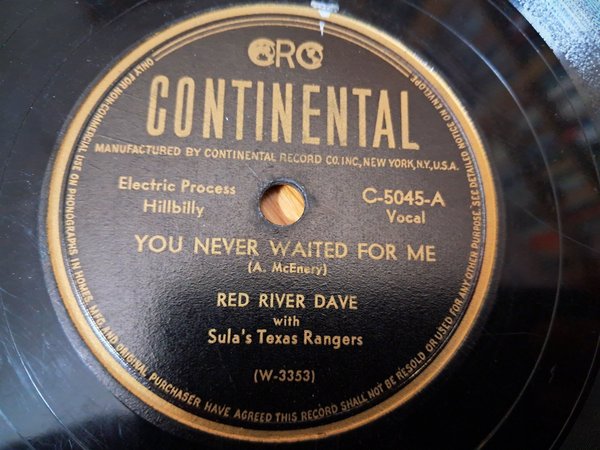 CRC
CONTINENTAL
MANUFACTURED BY CONTINENTAL RECORD CO. INC., NEW YORK, N.Y., U.S.A.
Electric Process
Hillbilly
C-5045-A
Vocal
YOU NEVER WAITED FOR ME
(A. McEnery)
RED RIVER DAVE
with
Sula's Texas Rangers
(W-3353)
ONLY FOR NON-COMMERCIAL USE ON PHONOGRAPHS IN HOMES. MFG. AND ORIGINAL PURCHASER HAVE AGREED THIS RECORD SHALL NOT BE RESOLD OR USED FOR ANY OTHER PURPOSE. SEE DETAILED NOTICE ON ENVELOPE